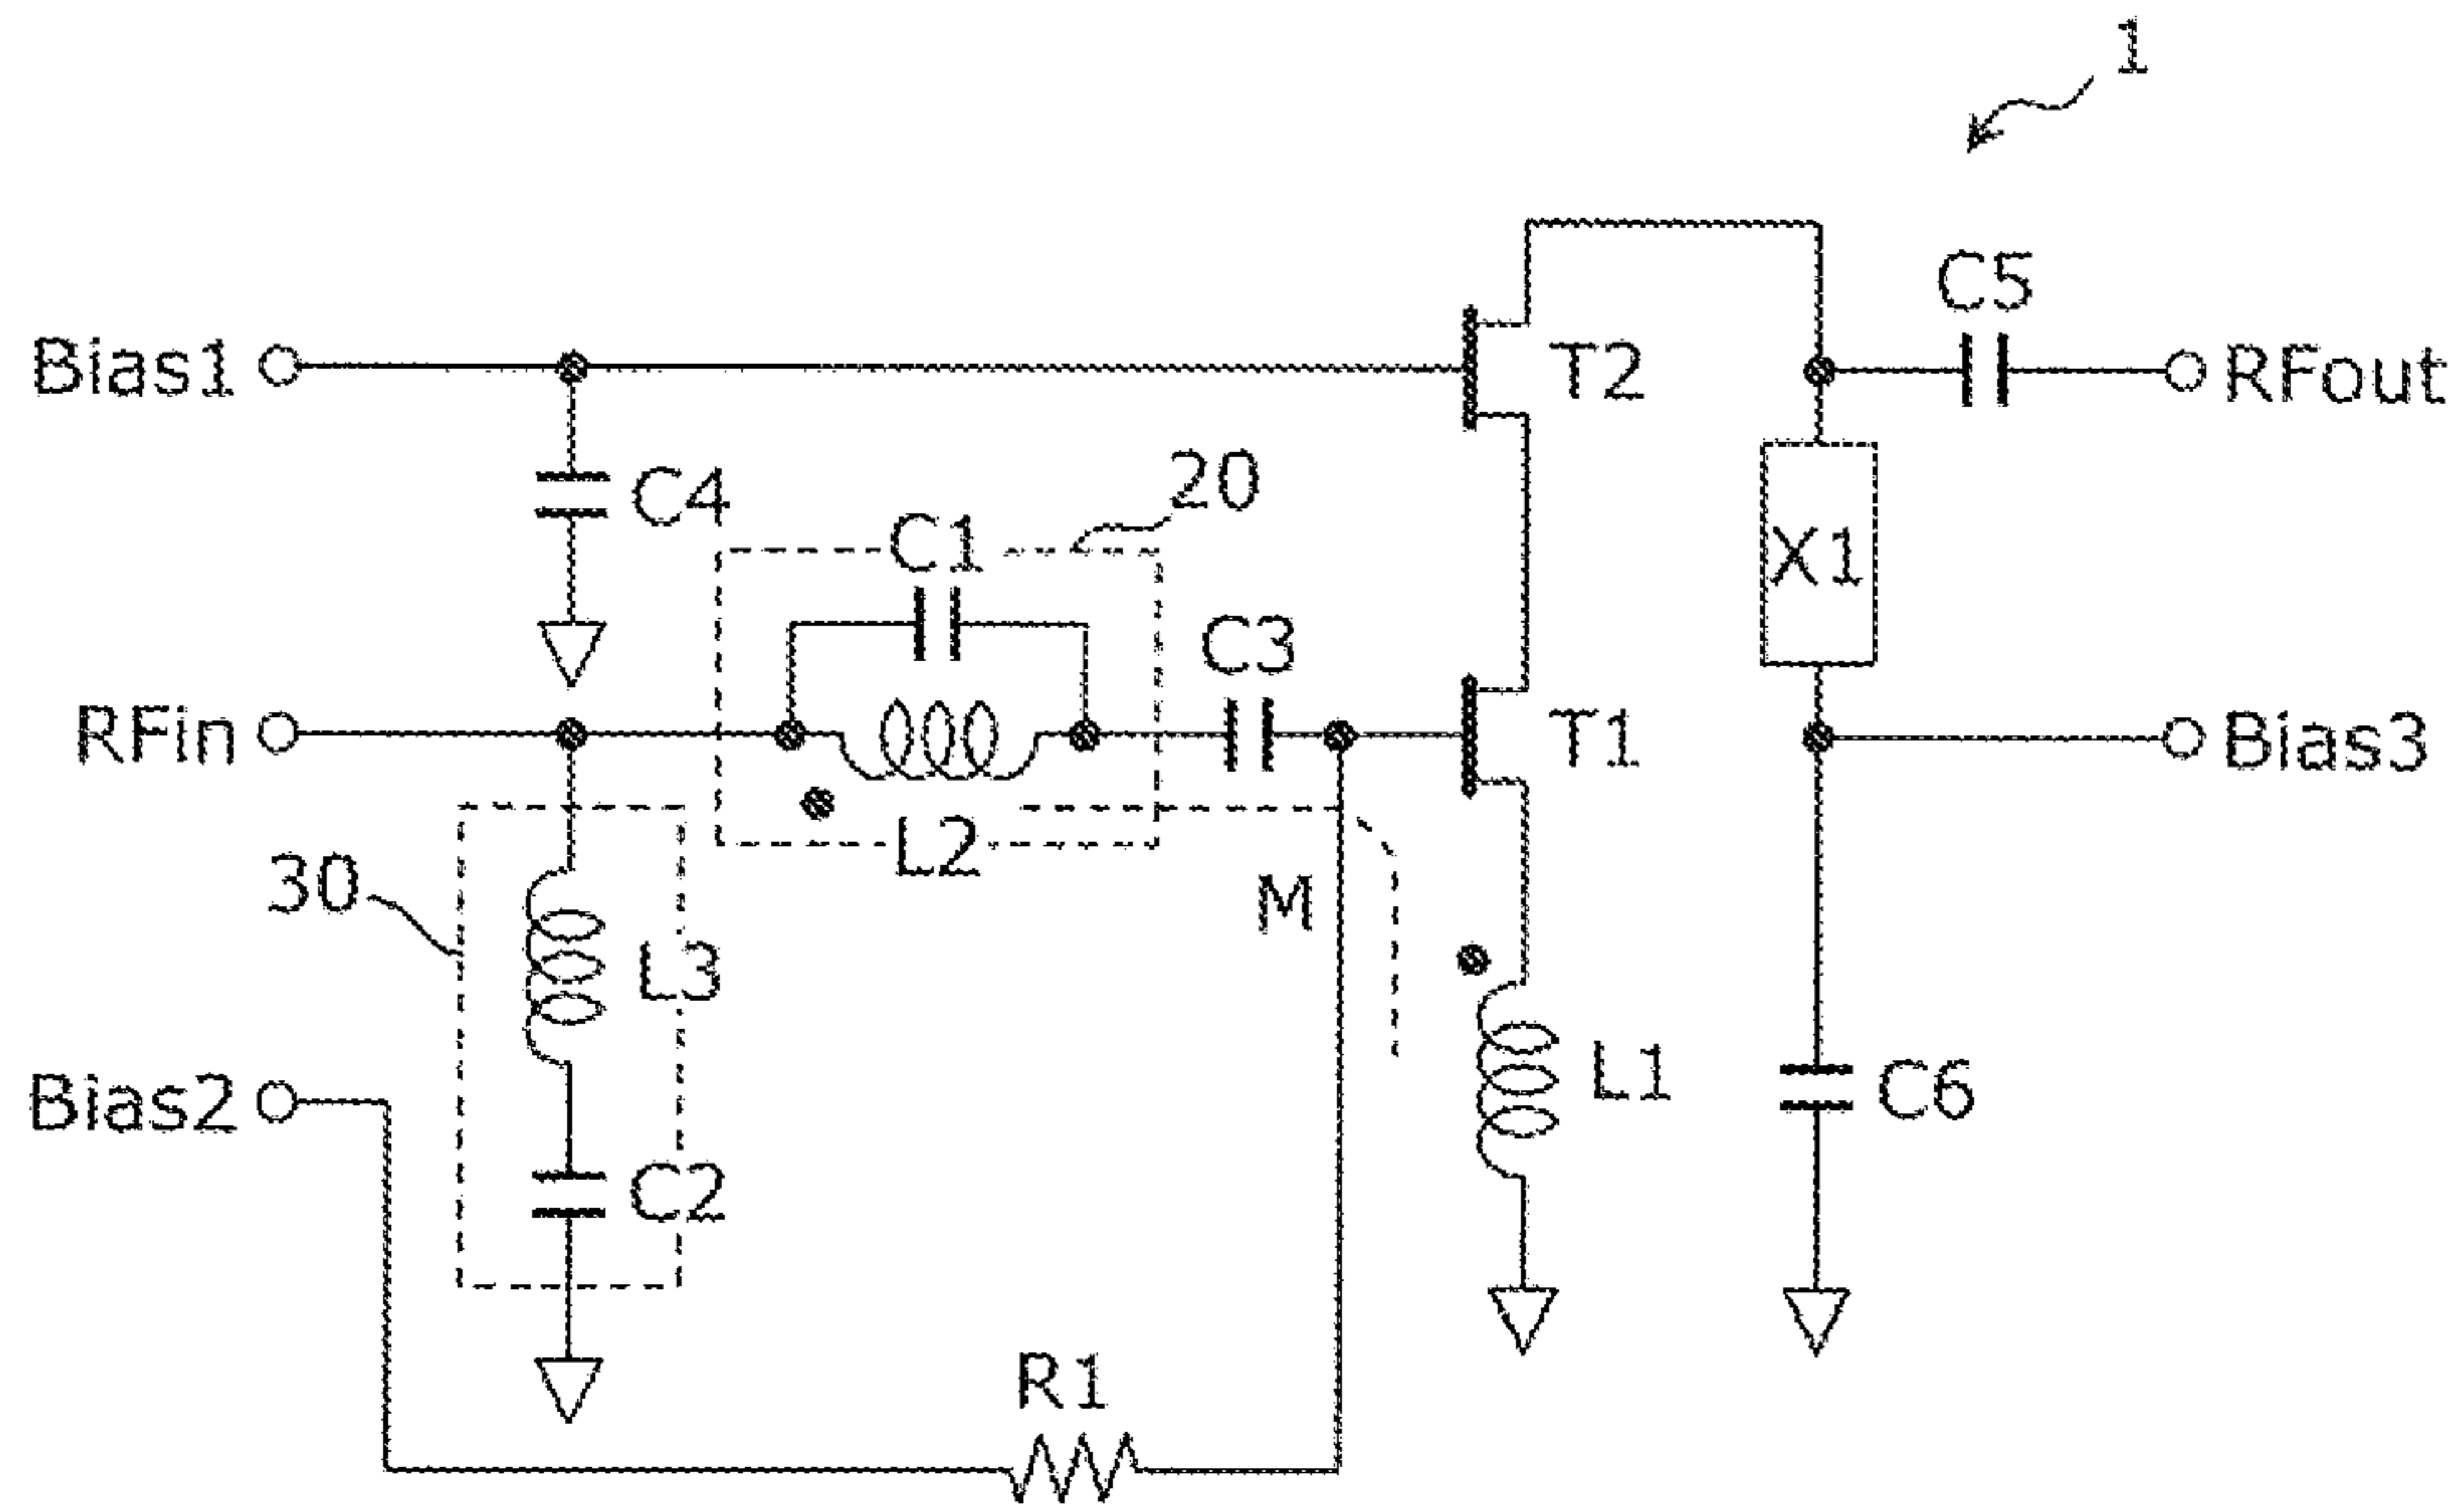 1
C5
Bias1
T2
RFout
C4
20
C1
X1
C3
RFin
T1
Bias3
L2
30
M
L3
Bias2
L1
C6
C2
R1